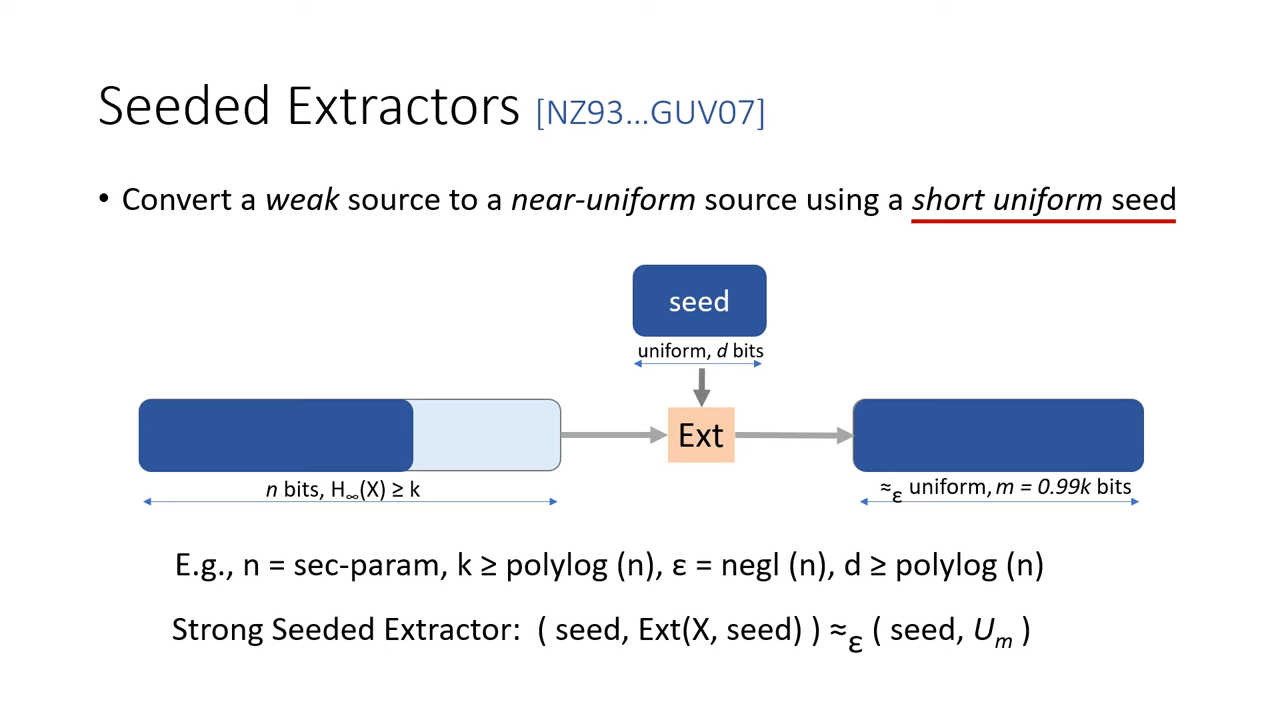 Seeded Extractors [NZ93...GUV07]
• Convert a weak source to a near-uniform source using a short uniform seed
seed
uniform, d bits
Ext
n bits, H∞(X) ≥ k
≈ε uniform, m = 0.99k bits
E.g., n = sec-param, k ≥ polylog (n), ε = negl (n), d ≥ polylog (n)
Strong Seeded Extractor: ( seed, Ext(X, seed) ) ≈ε ( seed, Um )